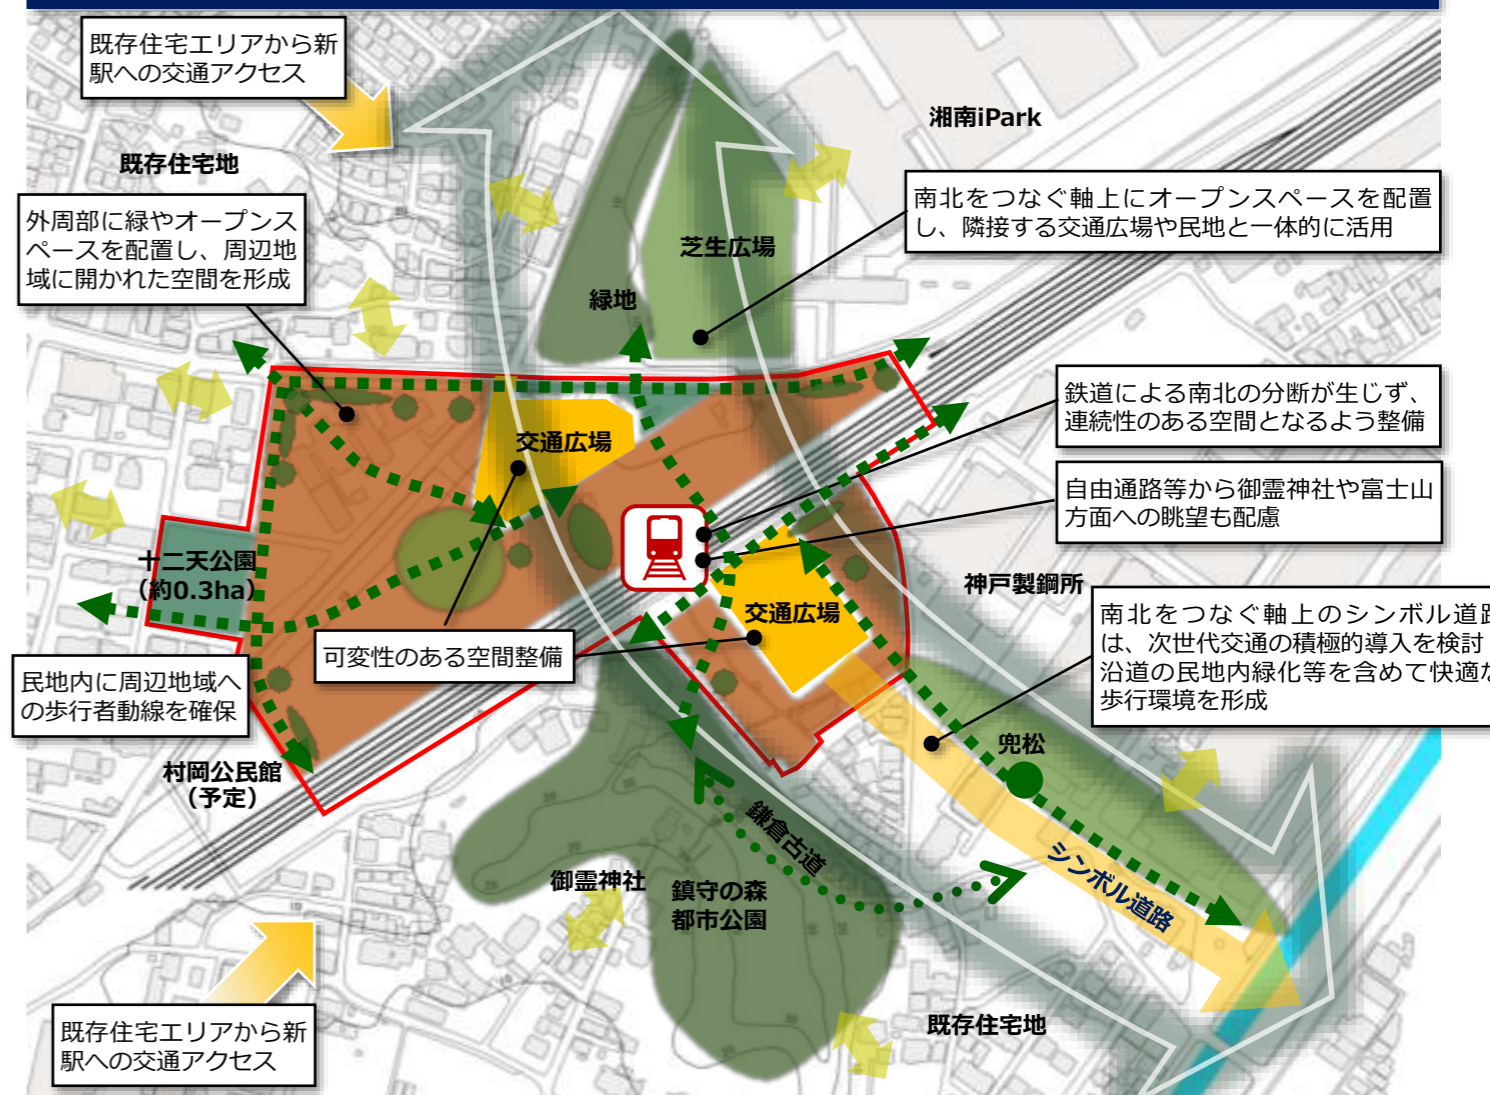 既存住宅エリアから新
駅への交通アクセス
湘南iPark
既存住宅地
南北をつなぐ軸上にオープンスペースを配置
し、隣接する交通広場や民地と一体的に活用
外周部に緑やオープンス
ペースを配置し、周辺地
域に開かれた空間を形成
芝生広場
緑地
鉄道による南北の分断が生じず、
連続性のある空間となるよう整備
交通広場
自由通路等から御霊神社や富士山
方面への眺望も配慮
十二天公園
（約0.3ha）
神戸製鋼所
交通広場
南北をつなぐ軸上のシンボル道路
は、次世代交通の積極的導入を検討
沿道の民地内緑化等を含めて快適な
歩行環境を形成
可変性のある空間整備
民地内に周辺地域へ
の歩行者動線を確保
兜松
村岡公民館
（予定）
鎌倉古道
シンボル道路
御霊神社
鎮守の森
都市公園
既存住宅地
既存住宅エリアから新
駅への交通アクセス